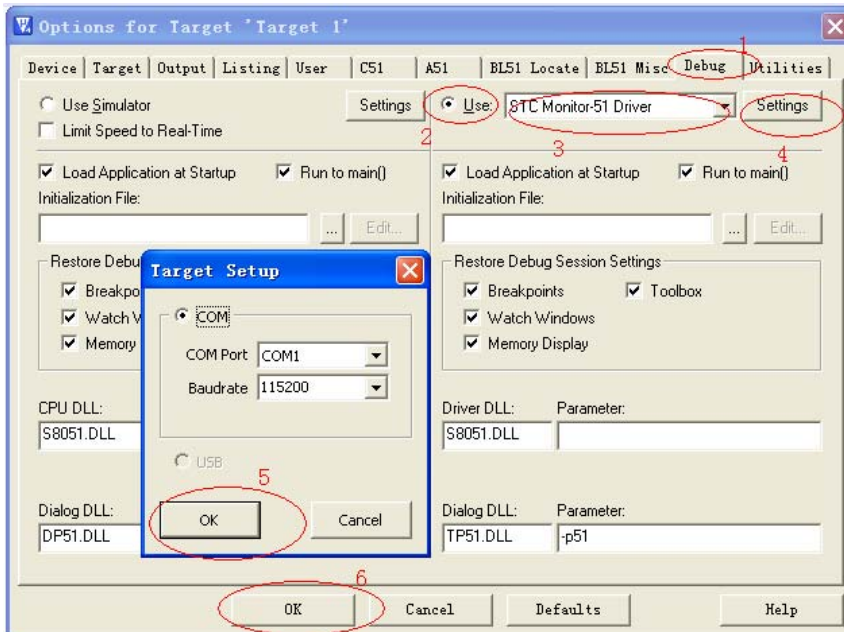 Options for Target 'Target 1'
1
Device Target Output Listing User C51 A51 BL51 Locate BL51 Misc Debug Utilities
Use Simulator Settings Use: STC Monitor-51 Driver Settings
Limit Speed to Real-Time
2
3
4
Load Application at Startup Run to main() Load Application at Startup Run to main()
Initialization File: Initialization File:
... Edit... ... Edit...
Restore Debu Restore Debug Session Settings
Breakpo Breakpoints Toolbox
Watch W Watch Windows
Memory Memory Display
Target Setup
COM
COM Port COM1
Baudrate 115200
USB
5
OK Cancel
CPU DLL: Driver DLL: Parameter:
S8051.DLL S8051.DLL
Dialog DLL: Dialog DLL: Parameter:
DP51.DLL TP51.DLL -p51
6
OK Cancel Defaults Help